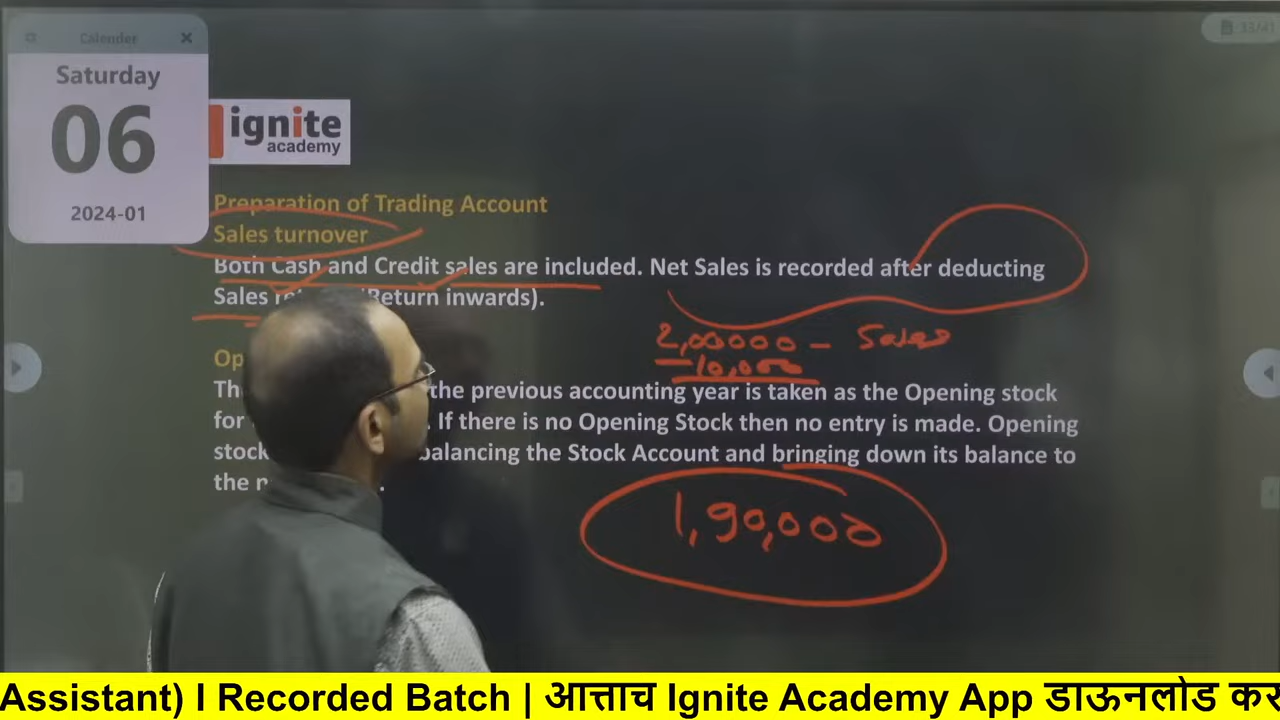 Calender
Saturday
06
2024-01
33/41
ignite
academy
Preparation of Trading Account
Sales turnover
Both Cash and Credit sales are included. Net Sales is recorded after deducting
Sales (Return inwards).
2,00000 – Sales
– 10,000
Op
the previous accounting year is taken as the Opening stock
for . If there is no Opening Stock then no entry is made. Opening
stock balancing the Stock Account and bringing down its balance to
the
1,90,000
Assistant) l Recorded Batch | आत्ताच Ignite Academy App डाऊनलोड कर